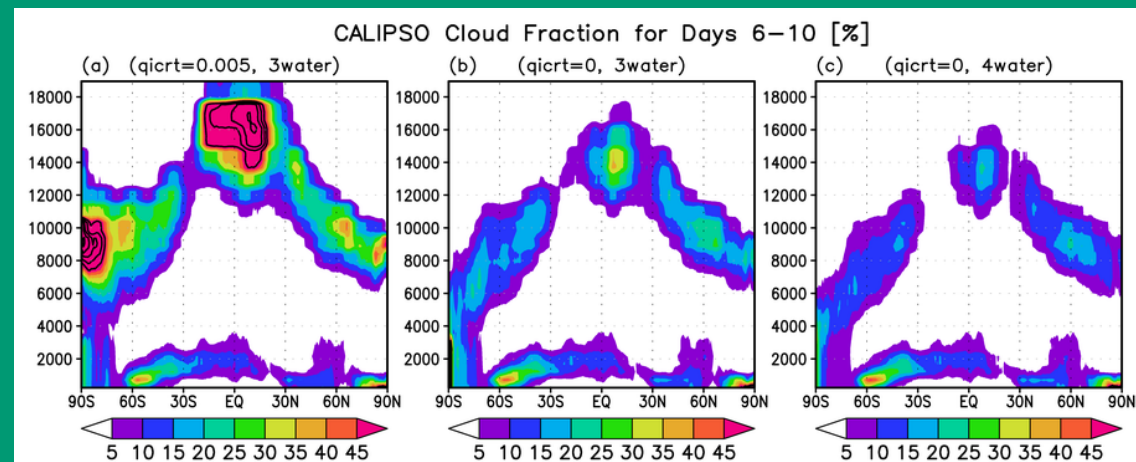 CALIPSO Cloud Fraction for Days 6-10 [%]
(a) (qicrt=0.005, 3water)
(b) (qicrt=0, 3water)
(c) (qicrt=0, 4water)
18000
16000
14000
12000
10000
8000
6000
4000
2000
90S 60S 30S EQ 30N 60N 90N
5 10 15 20 25 30 35 40 45
18000
16000
14000
12000
10000
8000
6000
4000
2000
90S 60S 30S EQ 30N 60N 90N
5 10 15 20 25 30 35 40 45
18000
16000
14000
12000
10000
8000
6000
4000
2000
90S 60S 30S EQ 30N 60N 90N
5 10 15 20 25 30 35 40 45